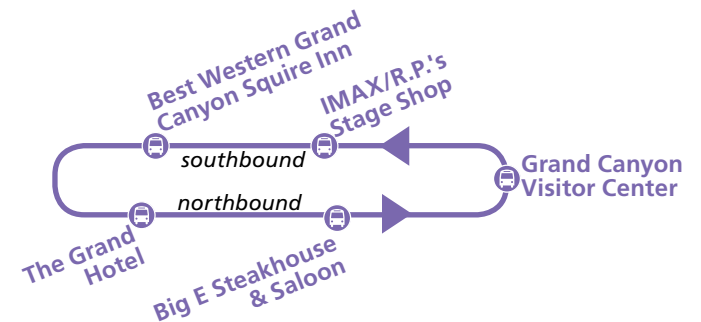 Best Western Grand
Canyon Squire Inn
IMAX/R.P.'s
Stage Shop
southbound
Grand Canyon
Visitor Center
northbound
The Grand
Hotel
Big E Steakhouse
& Saloon